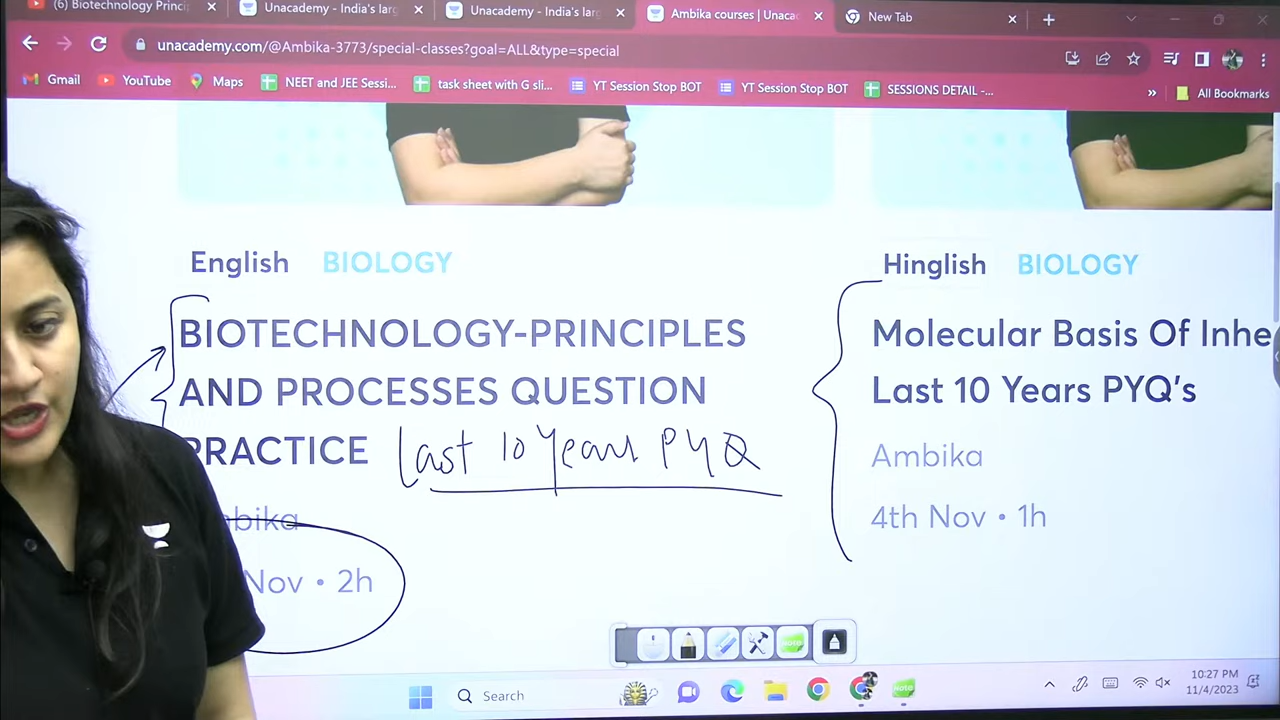 (6) Biotechnology Princi
Unacademy - India's larg
Unacademy - India's larg
Ambika courses | Unacad
New Tab
unacademy.com/@Ambika-3773/special-classes?goal=ALL&type=special
Gmail
YouTube
Maps
NEET and JEE Sessi...
task sheet with G sli...
YT Session Stop BOT
YT Session Stop BOT
SESSIONS DETAIL -...
»
All Bookmarks
English BIOLOGY
BIOTECHNOLOGY-PRINCIPLES
AND PROCESSES QUESTION
PRACTICE Last 10 Years PYQ
Nov • 2h
Hinglish BIOLOGY
Molecular Basis Of Inhe
Last 10 Years PYQ's
Ambika
4th Nov • 1h
Search
10:27 PM
11/4/2023